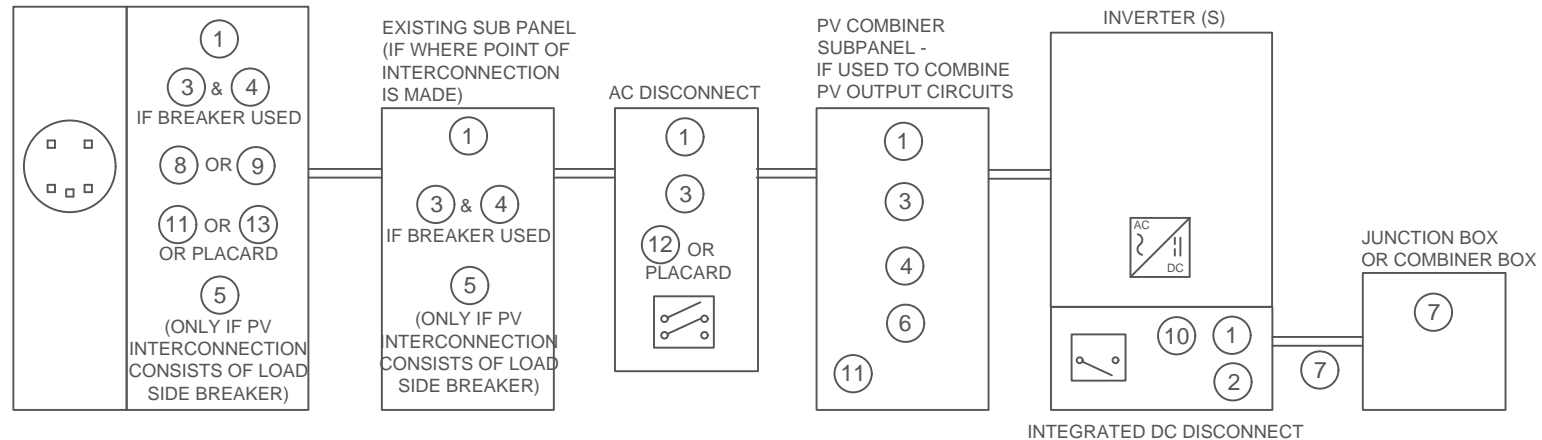 1
3 & 4
IF BREAKER USED
8 OR 9
11 OR 13
OR PLACARD
5
(ONLY IF PV
INTERCONNECTION
CONSISTS OF LOAD
SIDE BREAKER)
EXISTING SUB PANEL
(IF WHERE POINT OF
INTERCONNECTION
IS MADE)
1
3 & 4
IF BREAKER USED
5
(ONLY IF PV
INTERCONNECTION
CONSISTS OF LOAD
SIDE BREAKER)
AC DISCONNECT
1
3
12 OR
PLACARD
PV COMBINER
SUBPANEL -
IF USED TO COMBINE
PV OUTPUT CIRCUITS
1
3
4
6
11
INVERTER (S)
AC
DC
10 1
2
INTEGRATED DC DISCONNECT
7
JUNCTION BOX
OR COMBINER BOX
7